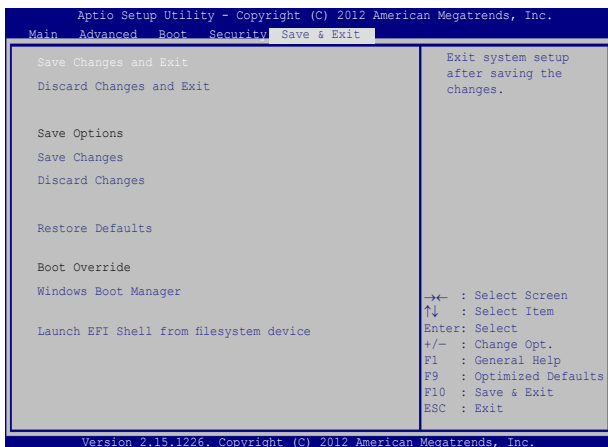 Aptio Setup Utility - Copyright (C) 2012 American Megatrends, Inc.
Main Advanced Boot Security Save & Exit
Save Changes and Exit
Discard Changes and Exit
Save Options
Save Changes
Discard Changes
Restore Defaults
Boot Override
Windows Boot Manager
Launch EFI Shell from filesystem device
Exit system setup
after saving the
changes.
→← : Select Screen
↑↓ : Select Item
Enter: Select
+/— : Change Opt.
F1 : General Help
F9 : Optimized Defaults
F10 : Save & Exit
ESC : Exit
Version 2.15.1226. Copyright (C) 2012 American Megatrends, Inc.